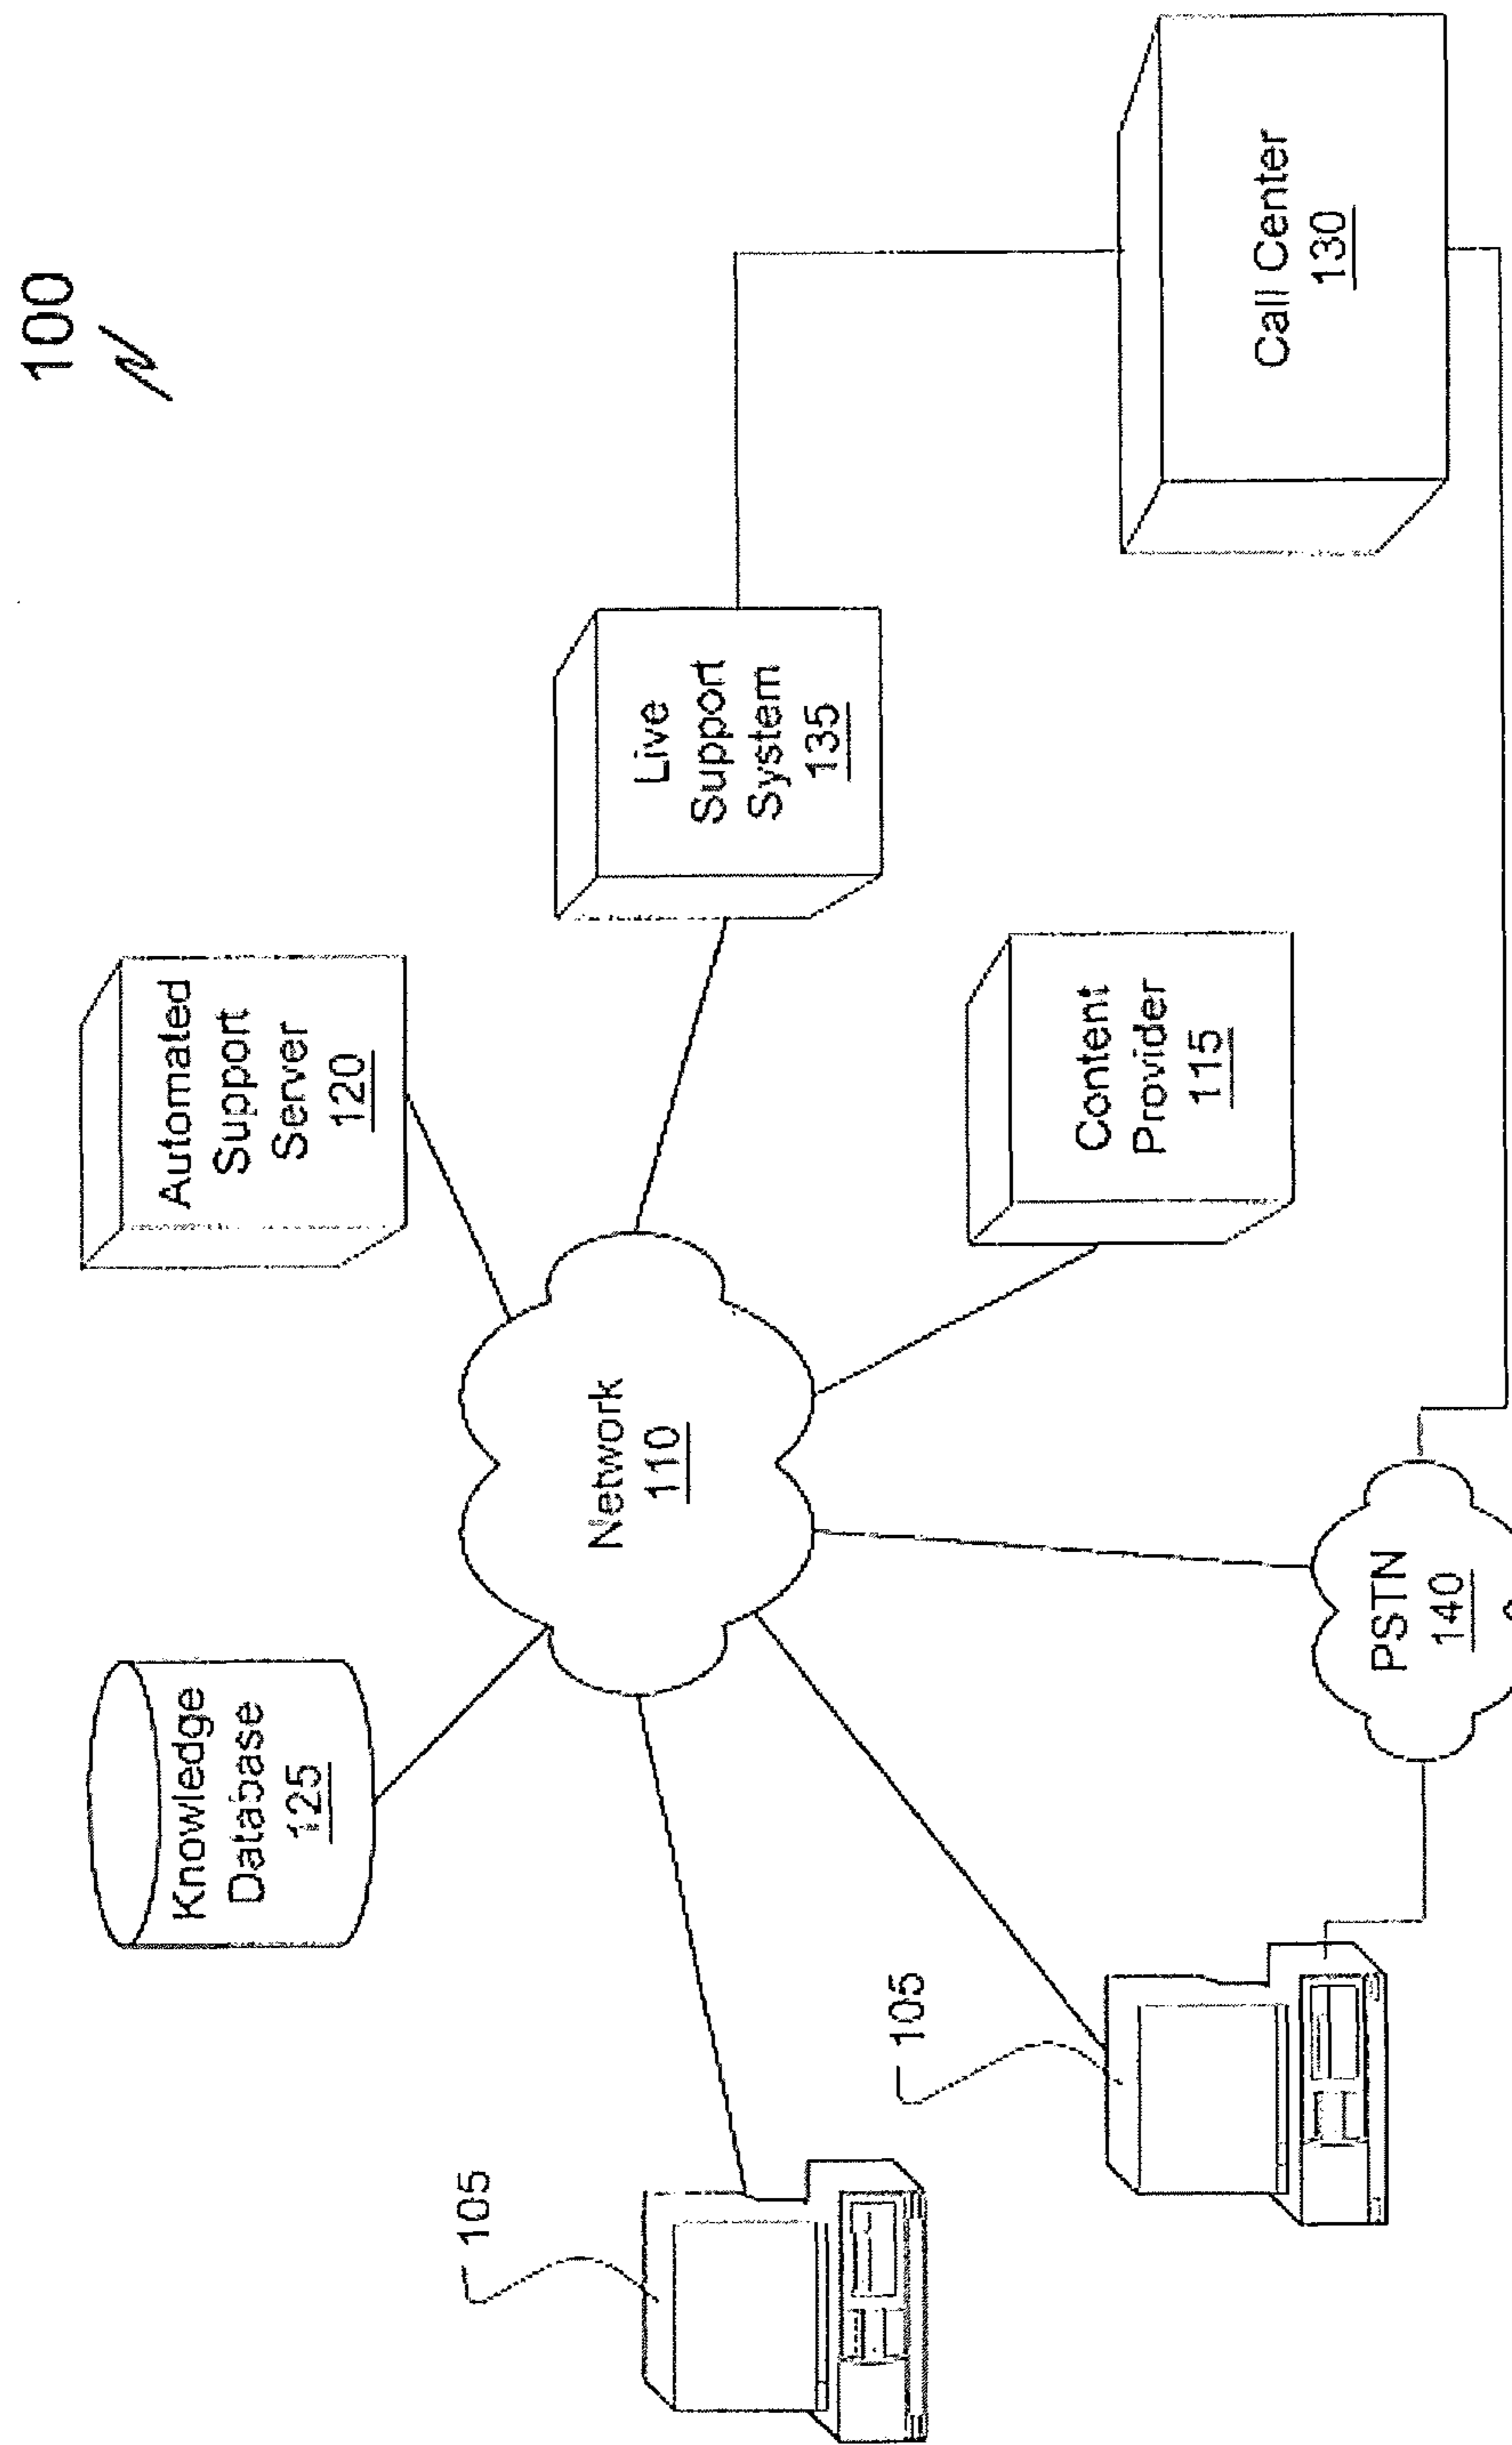 100
Knowledge
Database
125
Automated
Support
Server
120
105
Network
110
Live
Support
System
135
105
Content
Provider
115
PSTN
140
Call Center
130